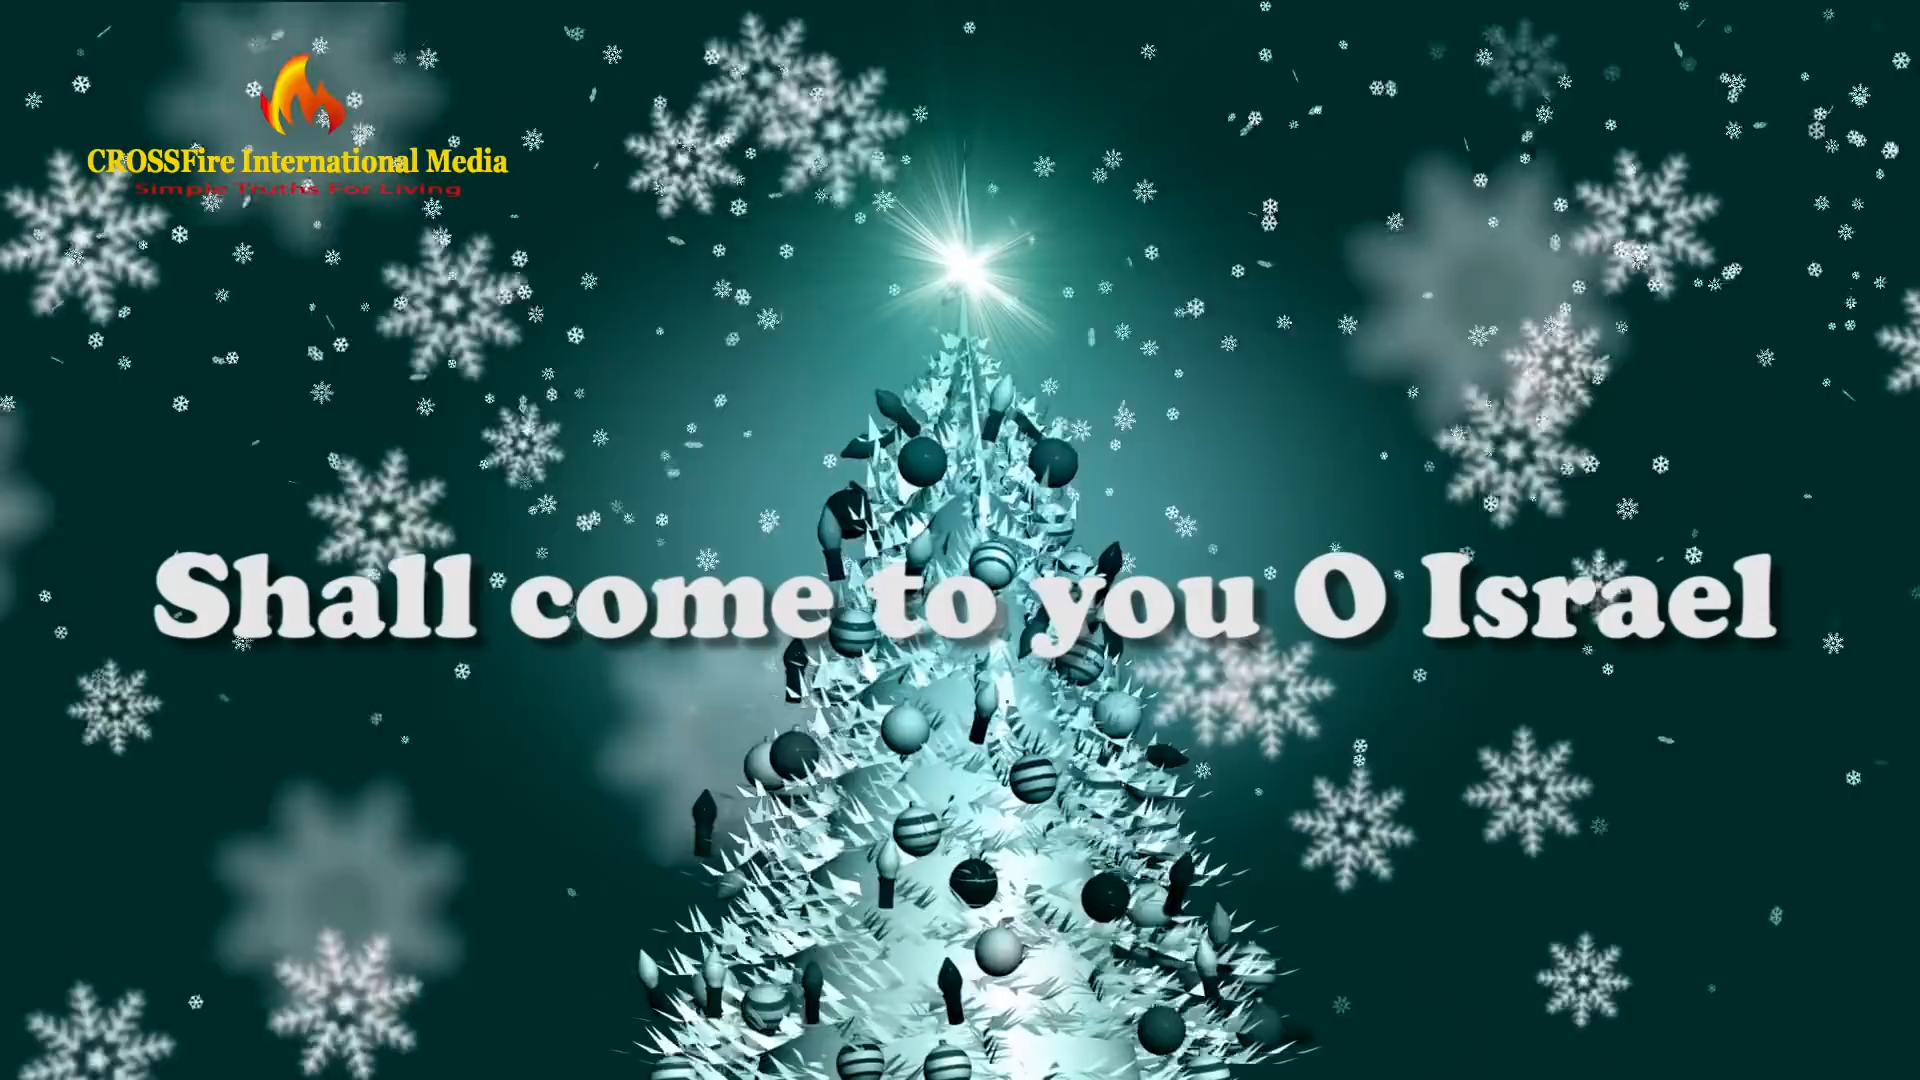 CROSSFire International Media
Simple Truths For Living
Shall come to you O Israel